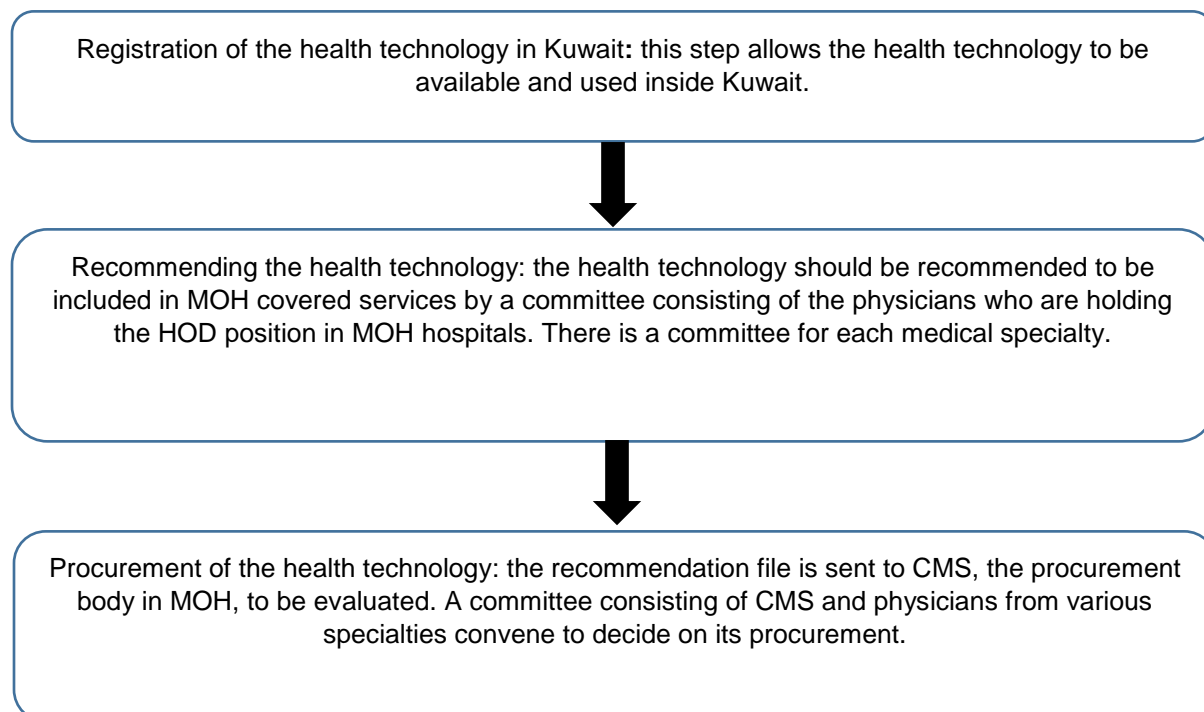 Registration of the health technology in Kuwait: this step allows the health technology to be
available and used inside Kuwait.
Recommending the health technology: the health technology should be recommended to be
included in MOH covered services by a committee consisting of the physicians who are holding
the HOD position in MOH hospitals. There is a committee for each medical specialty.
Procurement of the health technology: the recommendation file is sent to CMS, the procurement
body in MOH, to be evaluated. A committee consisting of CMS and physicians from various
specialties convene to decide on its procurement.